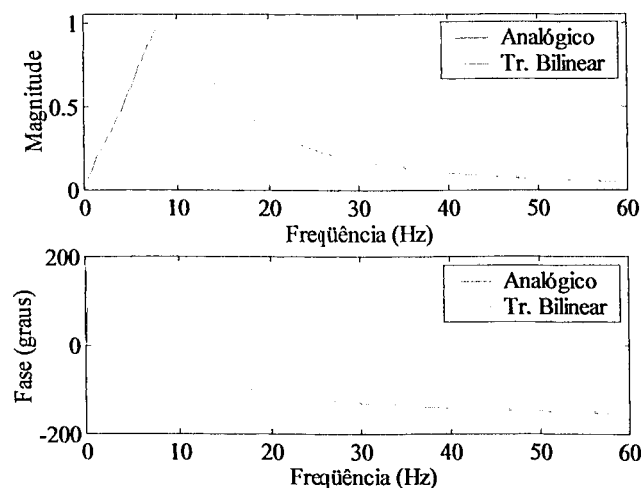 1
0.5
0
Magnitude
Analógico
Tr. Bilinear
0 10 20 30 40 50 60
Freqüência (Hz)
200
0
-200
Fase (graus)
Analógico
Tr. Bilinear
0 10 20 30 40 50 60
Freqüência (Hz)